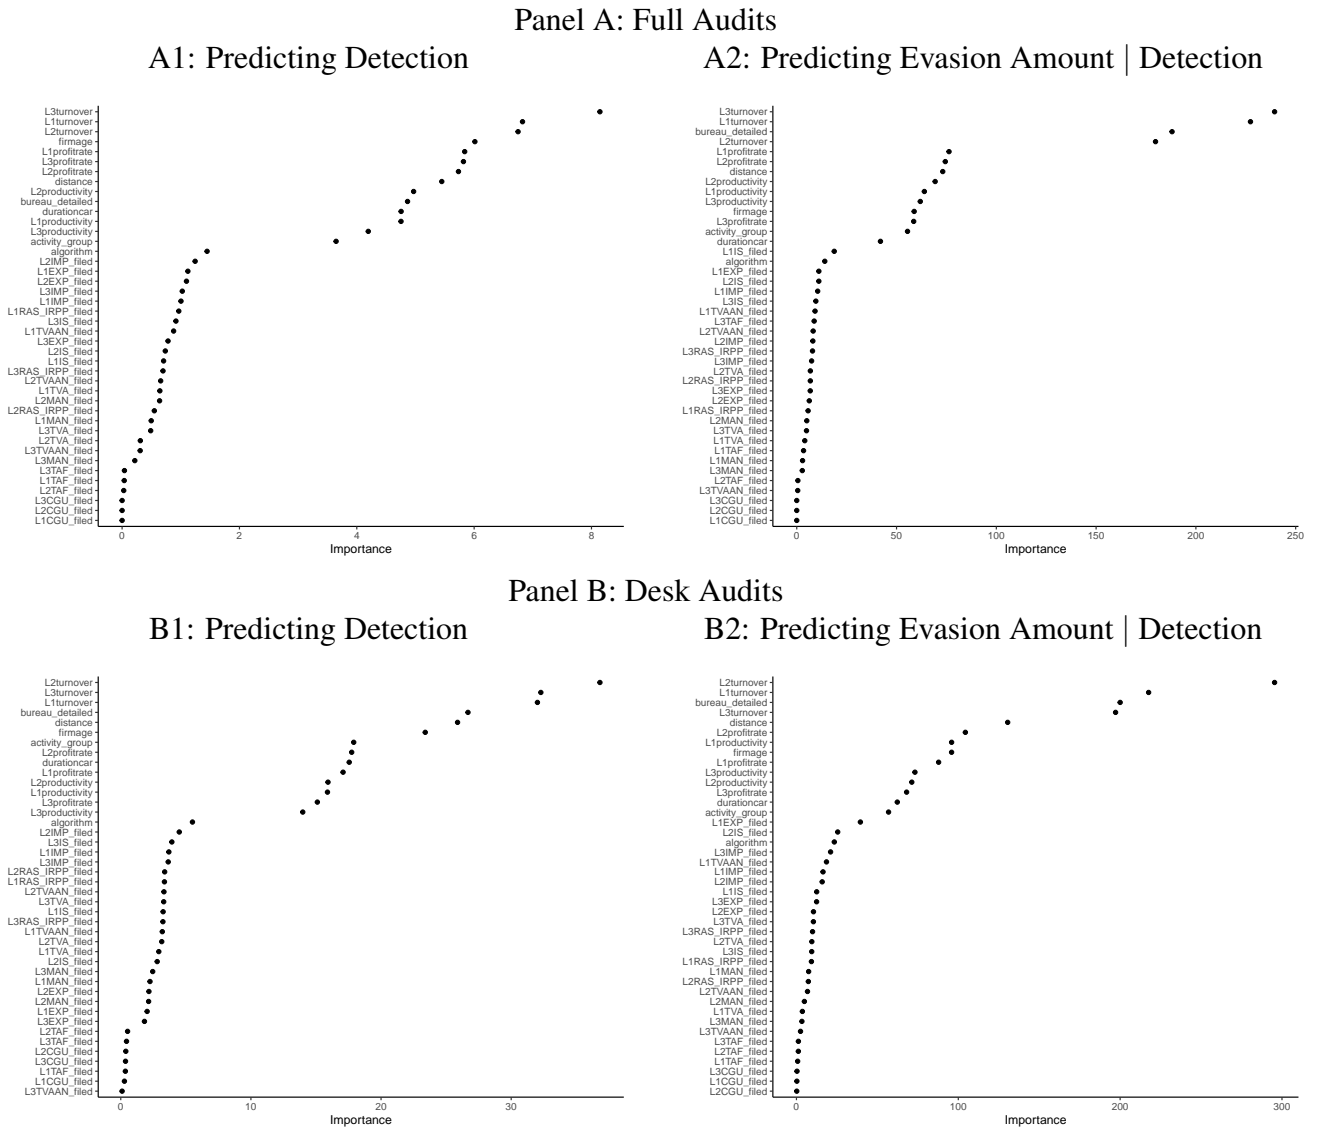 Panel A: Full Audits
A1: Predicting Detection
L3turnover
L1turnover
L2turnover
firmage
L1profitrate
L3profitrate
L2profitrate
distance
L2productivity
bureau_detailed
durationcar
L1productivity
L3productivity
activity_group
algorithm
L2IMP_filed
L1EXP_filed
L2EXP_filed
L3IMP_filed
L1IMP_filed
L1RAS_IRPP_filed
L3IS_filed
L1TVAAN_filed
L3EXP_filed
L2IS_filed
L1IS_filed
L3RAS_IRPP_filed
L2TVAAN_filed
L1TVA_filed
L2MAN_filed
L2RAS_IRPP_filed
L1MAN_filed
L3TVA_filed
L2TVA_filed
L3TVAAN_filed
L3MAN_filed
L3TAF_filed
L1TAF_filed
L2TAF_filed
L3CGU_filed
L2CGU_filed
L1CGU_filed
0 2 4 6 8
Importance
A2: Predicting Evasion Amount | Detection
L3turnover
L1turnover
bureau_detailed
L2turnover
L1profitrate
L2profitrate
distance
L2productivity
L1productivity
L3productivity
firmage
L3profitrate
activity_group
durationcar
L1IS_filed
algorithm
L1EXP_filed
L2IS_filed
L1IMP_filed
L3IS_filed
L1TVAAN_filed
L3TAF_filed
L2TVAAN_filed
L2IMP_filed
L3RAS_IRPP_filed
L3IMP_filed
L2TVA_filed
L2RAS_IRPP_filed
L3EXP_filed
L2EXP_filed
L1RAS_IRPP_filed
L2MAN_filed
L3TVA_filed
L1TVA_filed
L1TAF_filed
L1MAN_filed
L3MAN_filed
L2TAF_filed
L3TVAAN_filed
L3CGU_filed
L2CGU_filed
L1CGU_filed
0 50 100 150 200 250
Importance
Panel B: Desk Audits
B1: Predicting Detection
L2turnover
L3turnover
L1turnover
bureau_detailed
distance
firmage
activity_group
L2profitrate
durationcar
L1profitrate
L2productivity
L1productivity
L3profitrate
L3productivity
algorithm
L2IMP_filed
L3IS_filed
L1IMP_filed
L3IMP_filed
L2RAS_IRPP_filed
L1RAS_IRPP_filed
L2TVAAN_filed
L3TVA_filed
L1IS_filed
L3RAS_IRPP_filed
L1TVAAN_filed
L2TVA_filed
L1TVA_filed
L2IS_filed
L3MAN_filed
L1MAN_filed
L2EXP_filed
L2MAN_filed
L1EXP_filed
L3EXP_filed
L2TAF_filed
L3TAF_filed
L2CGU_filed
L3CGU_filed
L1TAF_filed
L1CGU_filed
L3TVAAN_filed
0 10 20 30
Importance
B2: Predicting Evasion Amount | Detection
L2turnover
L1turnover
bureau_detailed
L3turnover
distance
L2profitrate
L1productivity
firmage
L1profitrate
L3productivity
L2productivity
L3profitrate
durationcar
activity_group
L1EXP_filed
L2IS_filed
algorithm
L3IMP_filed
L1TVAAN_filed
L1IMP_filed
L2IMP_filed
L1IS_filed
L3EXP_filed
L2EXP_filed
L3TVA_filed
L3RAS_IRPP_filed
L2TVA_filed
L3IS_filed
L1RAS_IRPP_filed
L1MAN_filed
L2RAS_IRPP_filed
L2TVAAN_filed
L2MAN_filed
L1TVA_filed
L3MAN_filed
L3TVAAN_filed
L3TAF_filed
L2TAF_filed
L1TAF_filed
L3CGU_filed
L1CGU_filed
L2CGU_filed
0 100 200 300
Importance